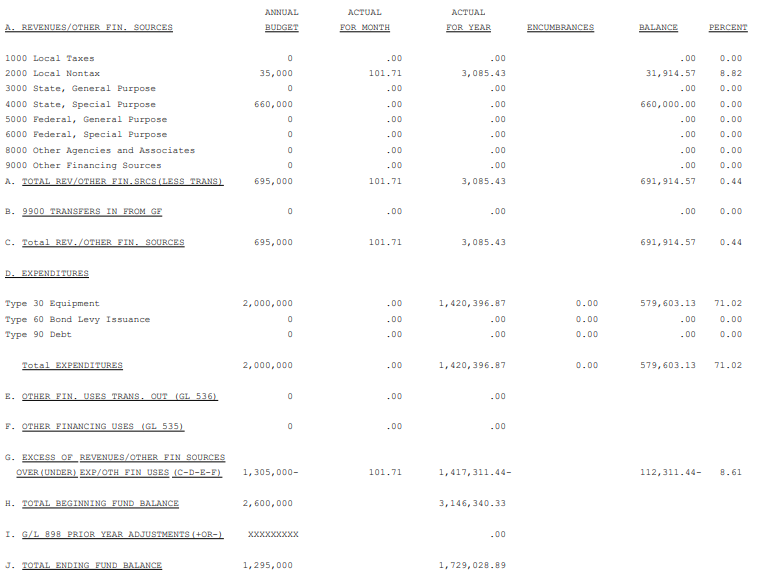 ANNUAL ACTUAL ACTUAL
A. REVENUES/OTHER FIN. SOURCES BUDGET FOR MONTH FOR YEAR ENCUMBRANCES BALANCE PERCENT
1000 Local Taxes 0 .00 .00 .00 0.00
2000 Local Nontax 35,000 101.71 3,085.43 31,914.57 8.82
3000 State, General Purpose 0 .00 .00 .00 0.00
4000 State, Special Purpose 660,000 .00 .00 660,000.00 0.00
5000 Federal, General Purpose 0 .00 .00 .00 0.00
6000 Federal, Special Purpose 0 .00 .00 .00 0.00
8000 Other Agencies and Associates 0 .00 .00 .00 0.00
9000 Other Financing Sources 0 .00 .00 .00 0.00
A. TOTAL REV/OTHER FIN.SRCS(LESS TRANS) 695,000 101.71 3,085.43 691,914.57 0.44
B. 9900 TRANSFERS IN FROM GF 0 .00 .00 .00 0.00
C. Total REV./OTHER FIN. SOURCES 695,000 101.71 3,085.43 691,914.57 0.44
D. EXPENDITURES
Type 30 Equipment 2,000,000 .00 1,420,396.87 0.00 579,603.13 71.02
Type 60 Bond Levy Issuance 0 .00 .00 0.00 .00 0.00
Type 90 Debt 0 .00 .00 0.00 .00 0.00
Total EXPENDITURES 2,000,000 .00 1,420,396.87 0.00 579,603.13 71.02
E. OTHER FIN. USES TRANS. OUT (GL 536) 0 .00 .00
F. OTHER FINANCING USES (GL 535) 0 .00 .00
G. EXCESS OF REVENUES/OTHER FIN SOURCES
OVER(UNDER) EXP/OTH FIN USES (C-D-E-F) 1,305,000- 101.71 1,417,311.44- 112,311.44- 8.61
H. TOTAL BEGINNING FUND BALANCE 2,600,000 3,146,340.33
I. G/L 898 PRIOR YEAR ADJUSTMENTS(+OR-) XXXXXXXXX .00
J. TOTAL ENDING FUND BALANCE 1,295,000 1,729,028.89